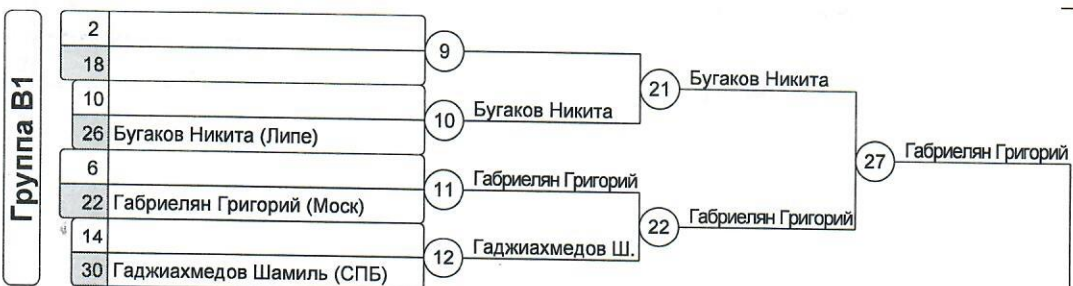 Группа В1
2
18
10
26 Бугаков Никита (Липе)
6
22 Габриелян Григорий (Моск)
14
30 Гаджиахмедов Шамиль (СПБ)
9
10 Бугаков Никита
11 Габриелян Григорий
12 Гаджиахмедов Ш.
21 Бугаков Никита
22 Габриелян Григорий
27 Габриелян Григорий